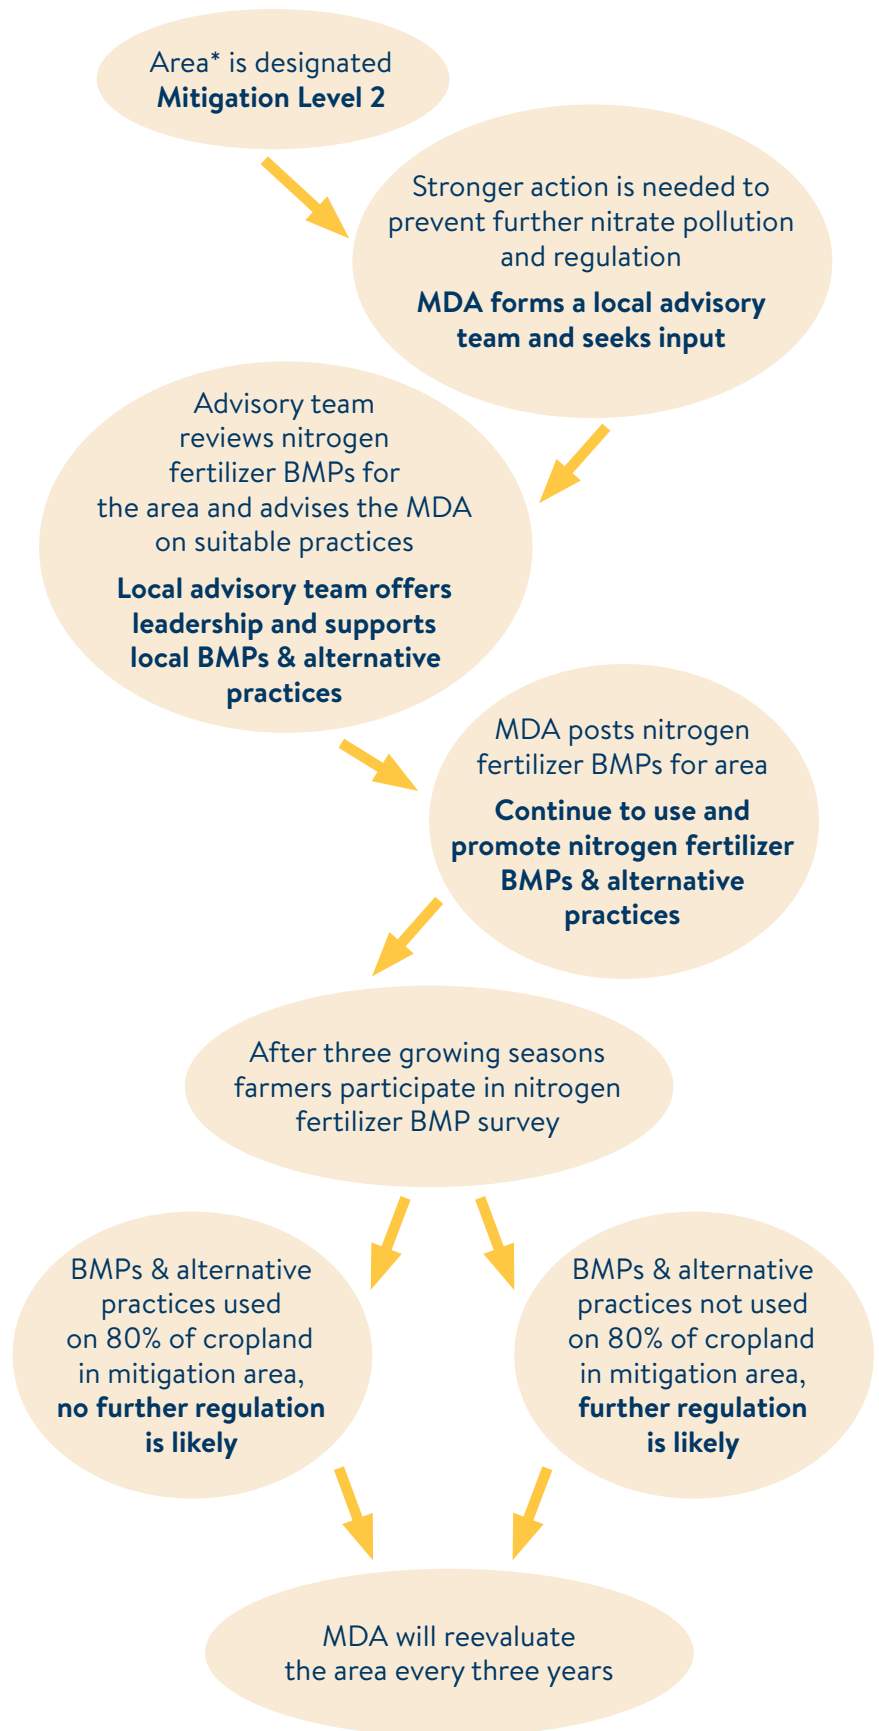 Area* is designated
Mitigation Level 2
Stronger action is needed to
prevent further nitrate pollution
and regulation
MDA forms a local advisory
team and seeks input
Advisory team
reviews nitrogen
fertilizer BMPs for
the area and advises the MDA
on suitable practices
Local advisory team offers
leadership and supports
local BMPs & alternative
practices
MDA posts nitrogen
fertilizer BMPs for area
Continue to use and
promote nitrogen fertilizer
BMPs & alternative
practices
After three growing seasons
farmers participate in nitrogen
fertilizer BMP survey
BMPs & alternative
practices used
on 80% of cropland
in mitigation area,
no further regulation
is likely
BMPs & alternative
practices not used
on 80% of cropland
in mitigation area,
further regulation
is likely
MDA will reevaluate
the area every three years